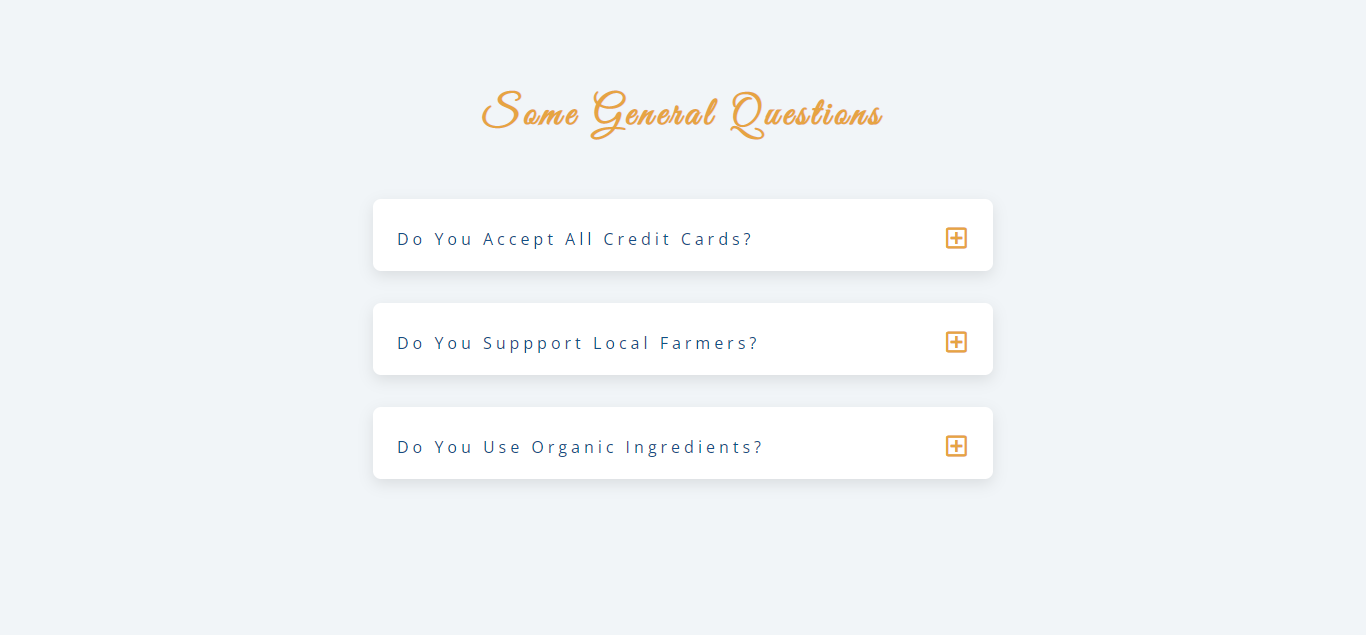 Some General Questions
Do You Accept All Credit Cards?
Do You Suppport Local Farmers?
Do You Use Organic Ingredients?